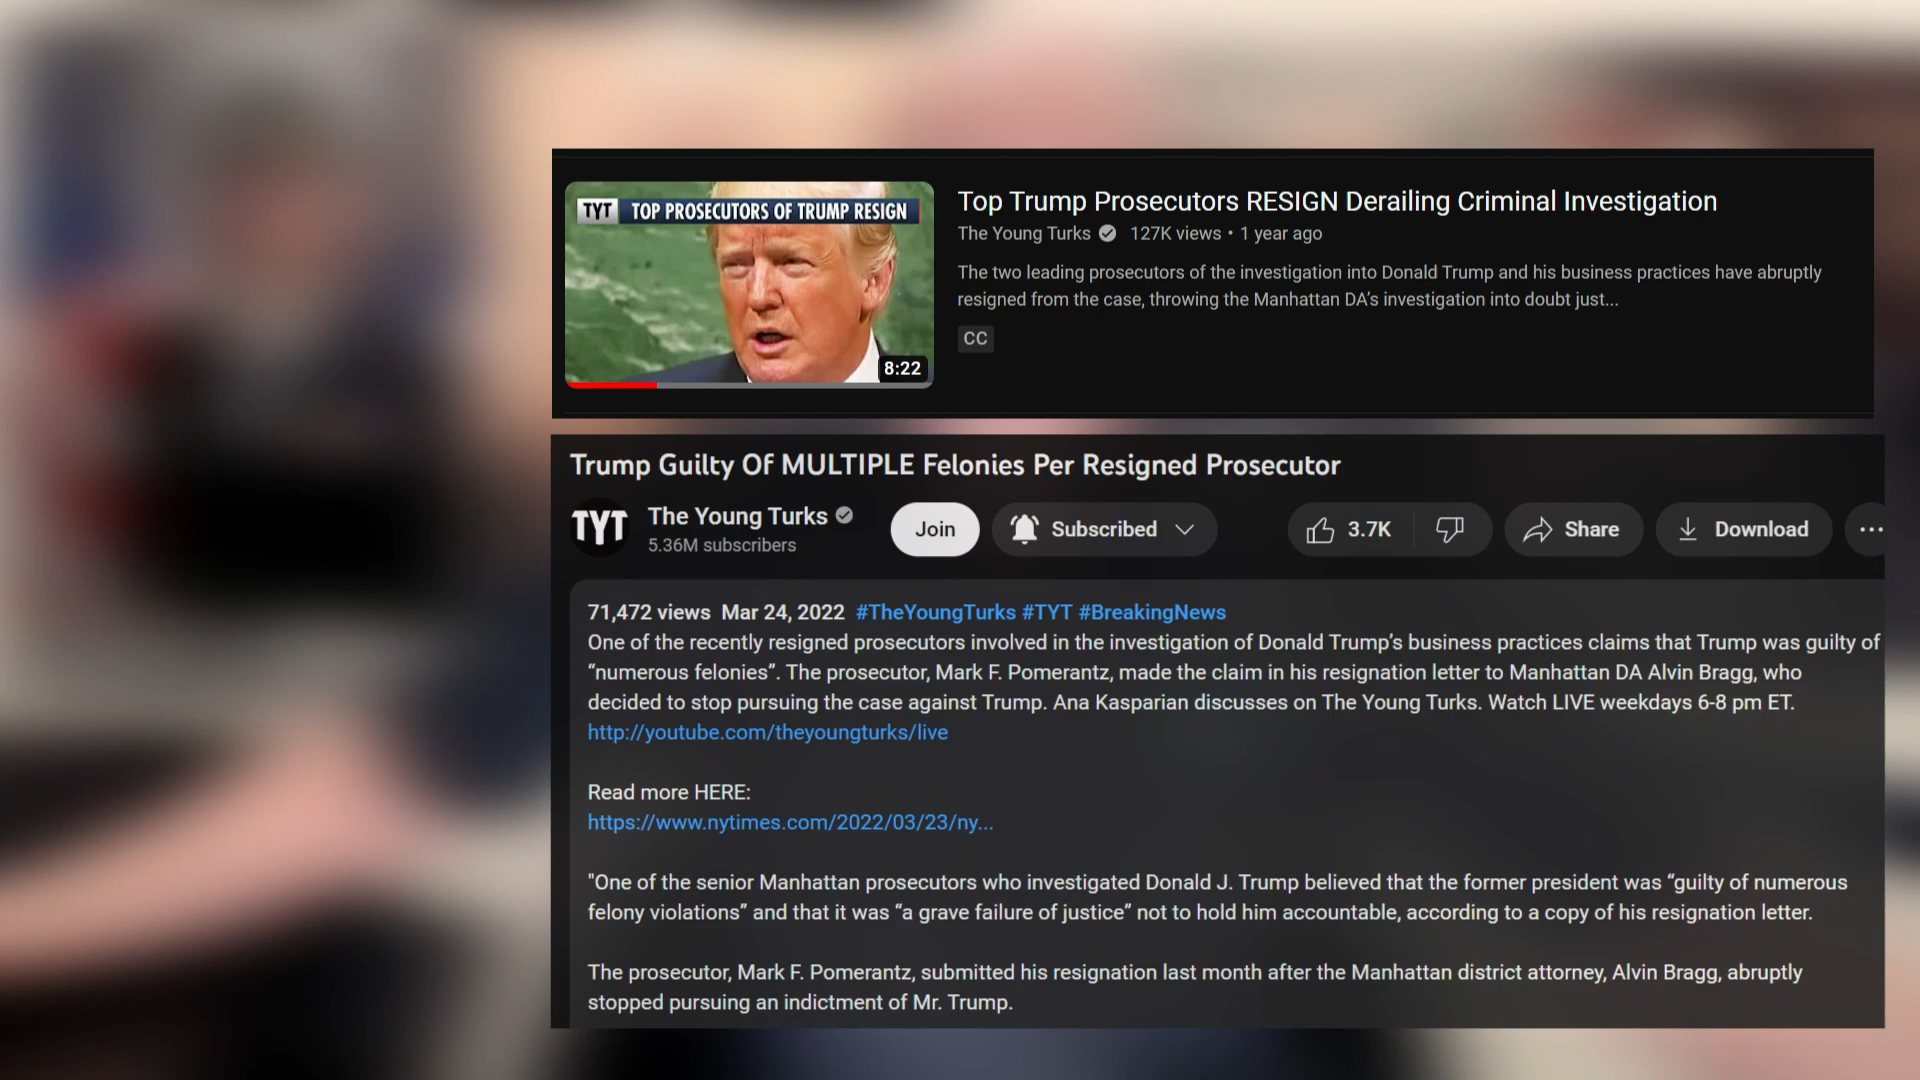 TYT TOP PROSECUTORS OF TRUMP RESIGN
8:22
Top Trump Prosecutors RESIGN Derailing Criminal Investigation
The Young Turks 127K views • 1 year ago
The two leading prosecutors of the investigation into Donald Trump and his business practices have abruptly
resigned from the case, throwing the Manhattan DA’s investigation into doubt just...
CC
Trump Guilty Of MULTIPLE Felonies Per Resigned Prosecutor
TYT
The Young Turks
5.36M subscribers
Join
Subscribed
3.7K
Share
Download
71,472 views Mar 24, 2022 #TheYoungTurks #TYT #BreakingNews
One of the recently resigned prosecutors involved in the investigation of Donald Trump’s business practices claims that Trump was guilty of
“numerous felonies”. The prosecutor, Mark F. Pomerantz, made the claim in his resignation letter to Manhattan DA Alvin Bragg, who
decided to stop pursuing the case against Trump. Ana Kasparian discusses on The Young Turks. Watch LIVE weekdays 6-8 pm ET.
http://youtube.com/theyoungturks/live
Read more HERE:
https://www.nytimes.com/2022/03/23/ny...
"One of the senior Manhattan prosecutors who investigated Donald J. Trump believed that the former president was “guilty of numerous
felony violations” and that it was “a grave failure of justice” not to hold him accountable, according to a copy of his resignation letter.
The prosecutor, Mark F. Pomerantz, submitted his resignation last month after the Manhattan district attorney, Alvin Bragg, abruptly
stopped pursuing an indictment of Mr. Trump.